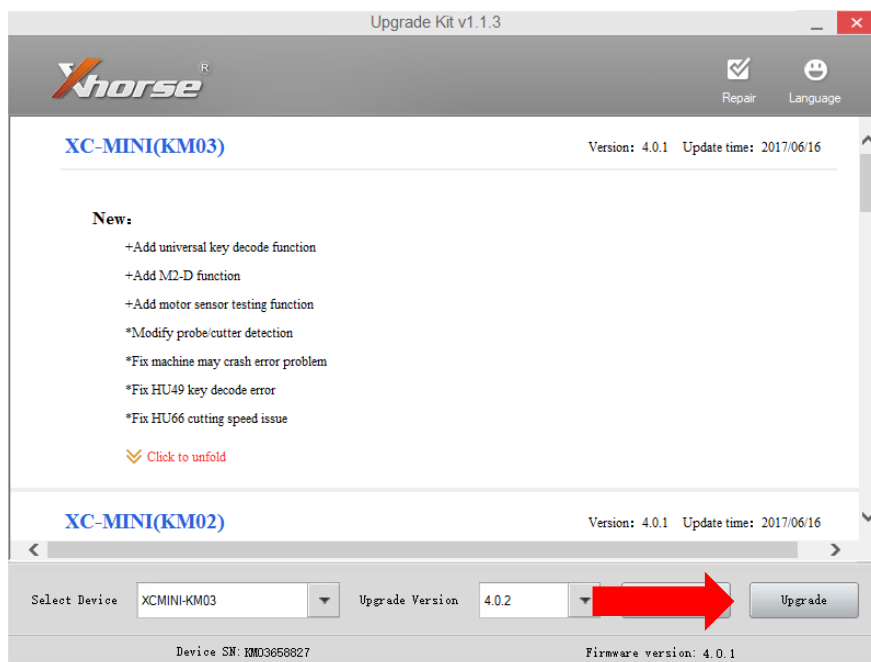 Upgrade Kit v1.1.3
Xhorse®
Repair
Language
XC-MINI(KM03)
Version: 4.0.1 Update time: 2017/06/16
New:
+Add universal key decode function
+Add M2-D function
+Add motor sensor testing function
*Modify probe/cutter detection
*Fix machine may crash error problem
*Fix HU49 key decode error
*Fix HU66 cutting speed issue
Click to unfold
XC-MINI(KM02)
Version: 4.0.1 Update time: 2017/06/16
Select Device XCMINI-KM03 Upgrade Version 4.0.2 Upgrade
Device SN: KM03658827 Firmware version: 4.0.1